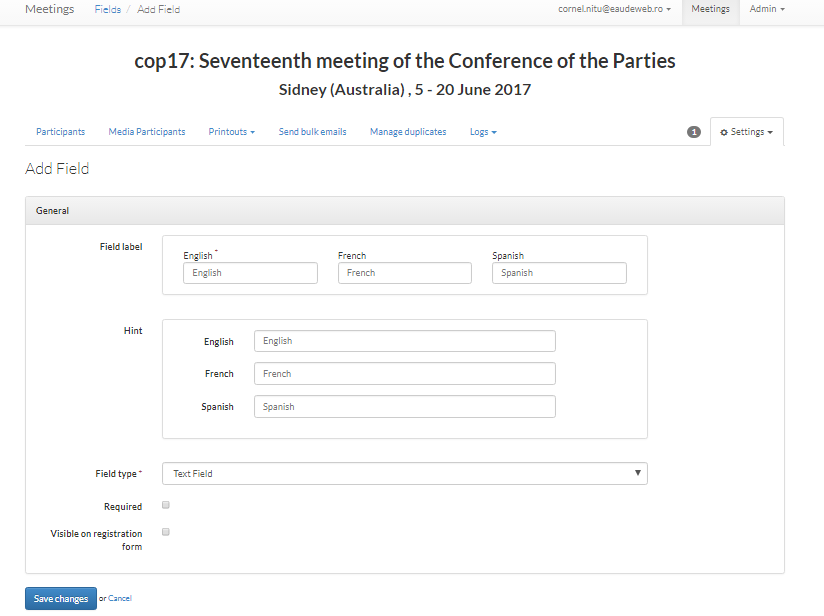 Meetings Fields / Add Field cornel.nitu@eaudeweb.ro Meetings Admin
cop17: Seventeenth meeting of the Conference of the Parties
Sidney (Australia) , 5 - 20 June 2017
Participants Media Participants Printouts Send bulk emails Manage duplicates Logs 1 Settings
Add Field
General
Field label
English * French Spanish
English French Spanish
Hint
English English
French French
Spanish Spanish
Field type * Text Field
Required
Visible on registration
form
Save changes or Cancel